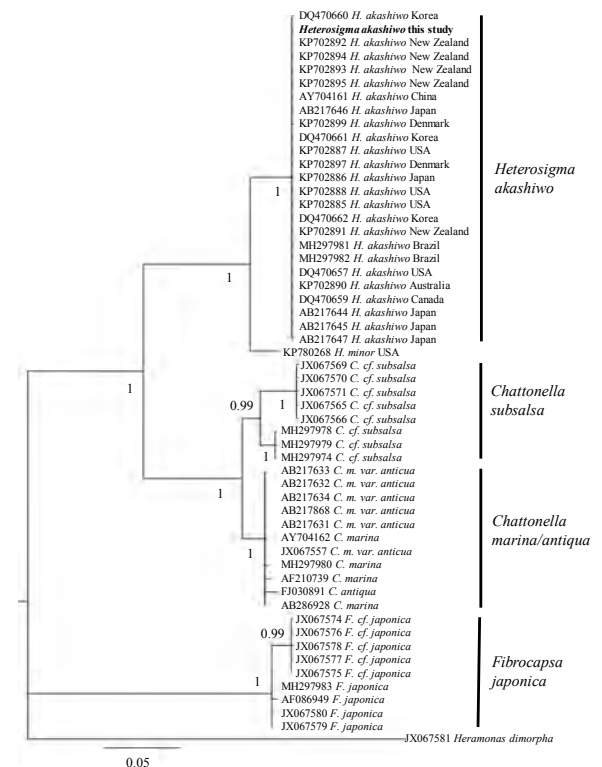 DQ470660 H. akashiwo Korea
Heterosigma akashiwo this study
KP702892 H. akashiwo New Zealand
KP702894 H. akashiwo New Zealand
KP702893 H. akashiwo New Zealand
KP702895 H. akashiwo New Zealand
AY704161 H. akashiwo China
AB217646 H. akashiwo Japan
KP702899 H. akashiwo Denmark
DQ470661 H. akashiwo Korea
KP702887 H. akashiwo USA
KP702897 H. akashiwo Denmark
KP702886 H. akashiwo Japan
KP702888 H. akashiwo USA
KP702885 H. akashiwo USA
DQ470662 H. akashiwo Korea
KP702891 H. akashiwo New Zealand
MH297981 H. akashiwo Brazil
MH297982 H. akashiwo Brazil
DQ470657 H. akashiwo USA
KP702890 H. akashiwo Australia
DQ470659 H. akashiwo Canada
AB217644 H. akashiwo Japan
AB217645 H. akashiwo Japan
AB217647 H. akashiwo Japan
Heterosigma
akashiwo
1
1
KP780268 H. minor USA
1
JX067569 C. cf. subsalsa
JX067570 C. cf. subsalsa
JX067571 C. cf. subsalsa
JX067565 C. cf. subsalsa
JX067566 C. cf. subsalsa
MH297978 C. cf. subsalsa
MH297979 C. cf. subsalsa
MH297974 C. cf. subsalsa
Chattonella
subsalsa
0.99
1
1
AB217633 C. m. var. anticua
AB217632 C. m. var. anticua
AB217634 C. m. var. anticua
AB217868 C. m. var. anticua
AB217631 C. m. var. anticua
AY704162 C. marina
JX067557 C. m. var. anticua
MH297980 C. marina
AF210739 C. marina
FJ030891 C. antiqua
AB286928 C. marina
Chattonella
marina/antiqua
1
1
JX067574 F. cf. japonica
JX067576 F. cf. japonica
JX067578 F. cf. japonica
JX067577 F. cf. japonica
JX067575 F. cf. japonica
MH297983 F. japonica
AF086949 F. japonica
JX067580 F. japonica
JX067579 F. japonica
Fibrocapsa
japonica
0.99
1
JX067581 Heramonas dimorpha
0.05